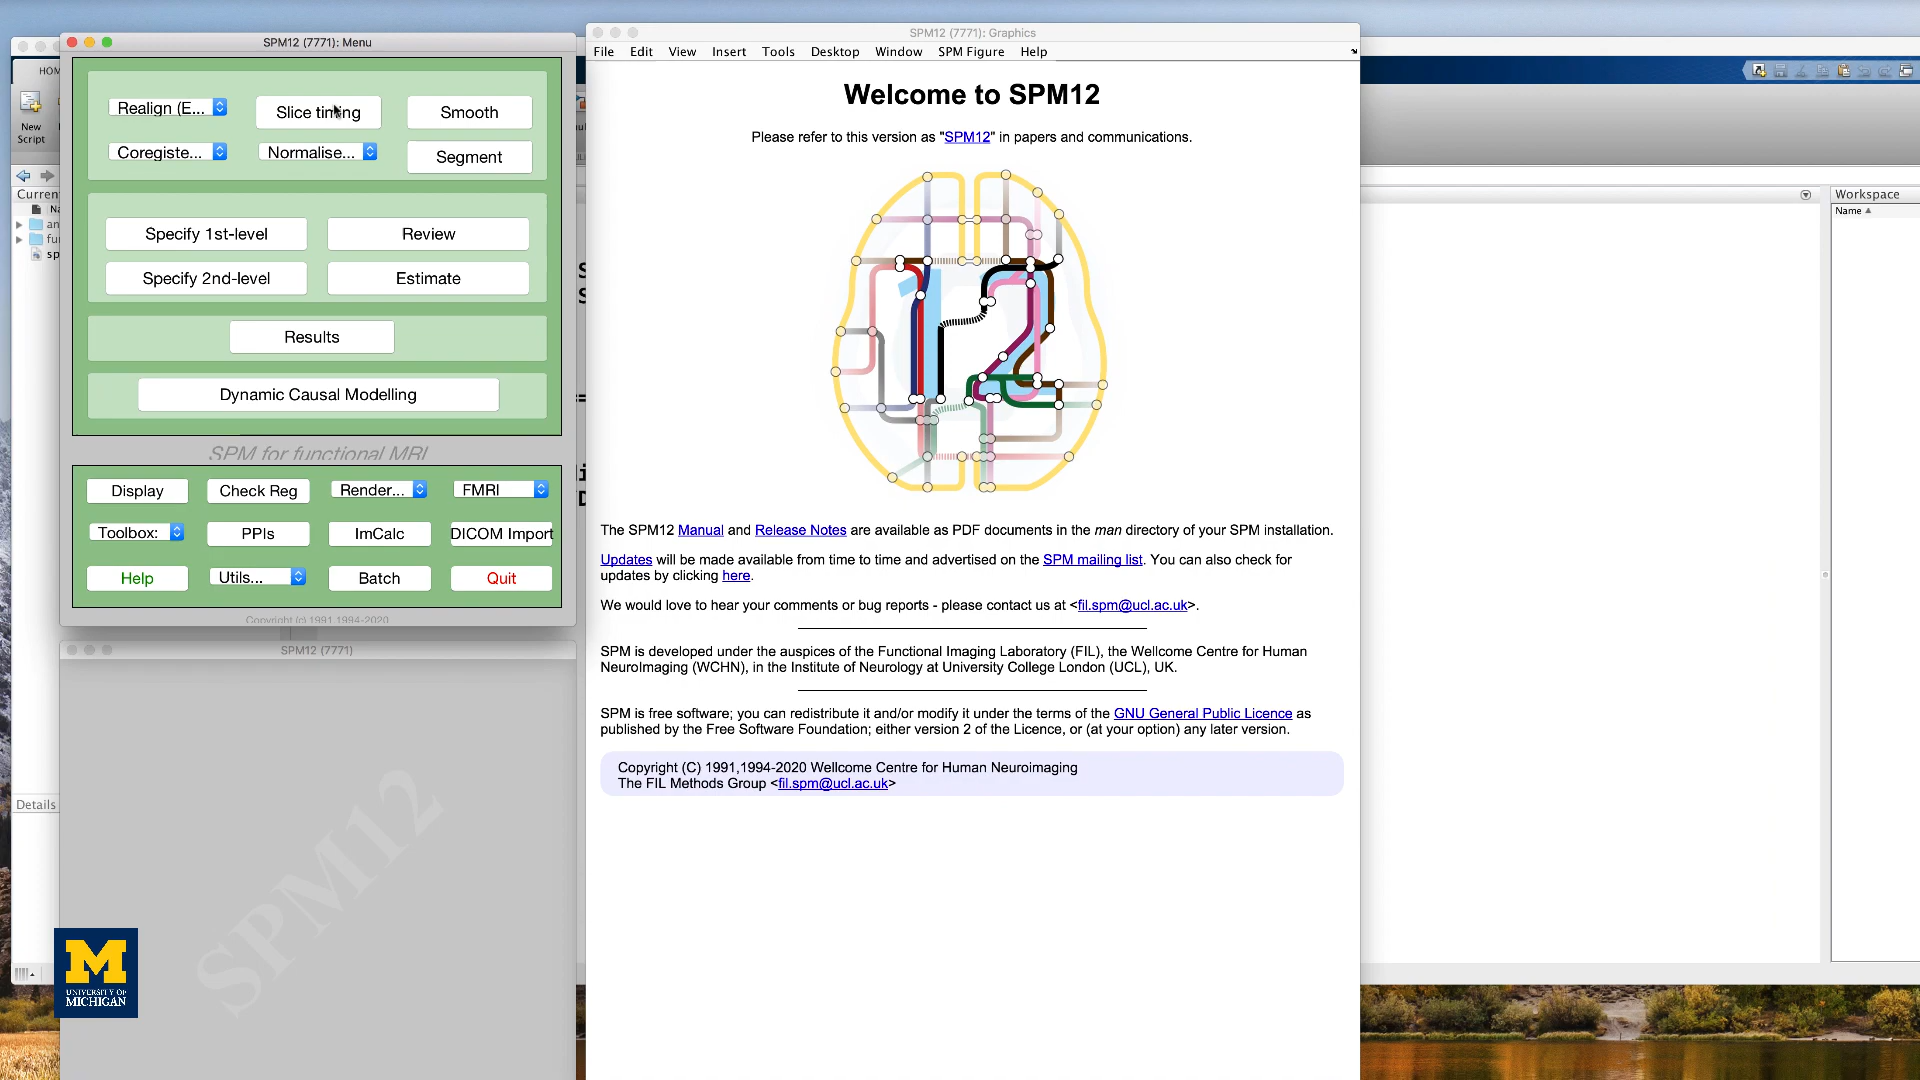 SPM12 (7771): Menu
Realign (E...
Slice timing
Smooth
Coregiste...
Normalise...
Segment
Specify 1st-level
Review
Specify 2nd-level
Estimate
Results
Dynamic Causal Modelling
SPM for functional MRI
Display
Check Reg
Render...
FMRI
Toolbox:
PPIs
ImCalc
DICOM Import
Help
Utils...
Batch
Quit
Copyright (c) 1991,1994-2020
SPM12 (7771)
SPM12
New
Script
Details
UNIVERSITY OF
MICHIGAN
SPM12 (7771): Graphics
File Edit View Insert Tools Desktop Window SPM Figure Help
Welcome to SPM12
Please refer to this version as "SPM12" in papers and communications.
The SPM12 Manual and Release Notes are available as PDF documents in the man directory of your SPM installation.
Updates will be made available from time to time and advertised on the SPM mailing list. You can also check for
updates by clicking here.
We would love to hear your comments or bug reports - please contact us at <fil.spm@ucl.ac.uk>.
SPM is developed under the auspices of the Functional Imaging Laboratory (FIL), the Wellcome Centre for Human
NeuroImaging (WCHN), in the Institute of Neurology at University College London (UCL), UK.
SPM is free software; you can redistribute it and/or modify it under the terms of the GNU General Public Licence as
published by the Free Software Foundation; either version 2 of the Licence, or (at your option) any later version.
Copyright (C) 1991,1994-2020 Wellcome Centre for Human Neuroimaging
The FIL Methods Group <fil.spm@ucl.ac.uk>
Workspace
Name